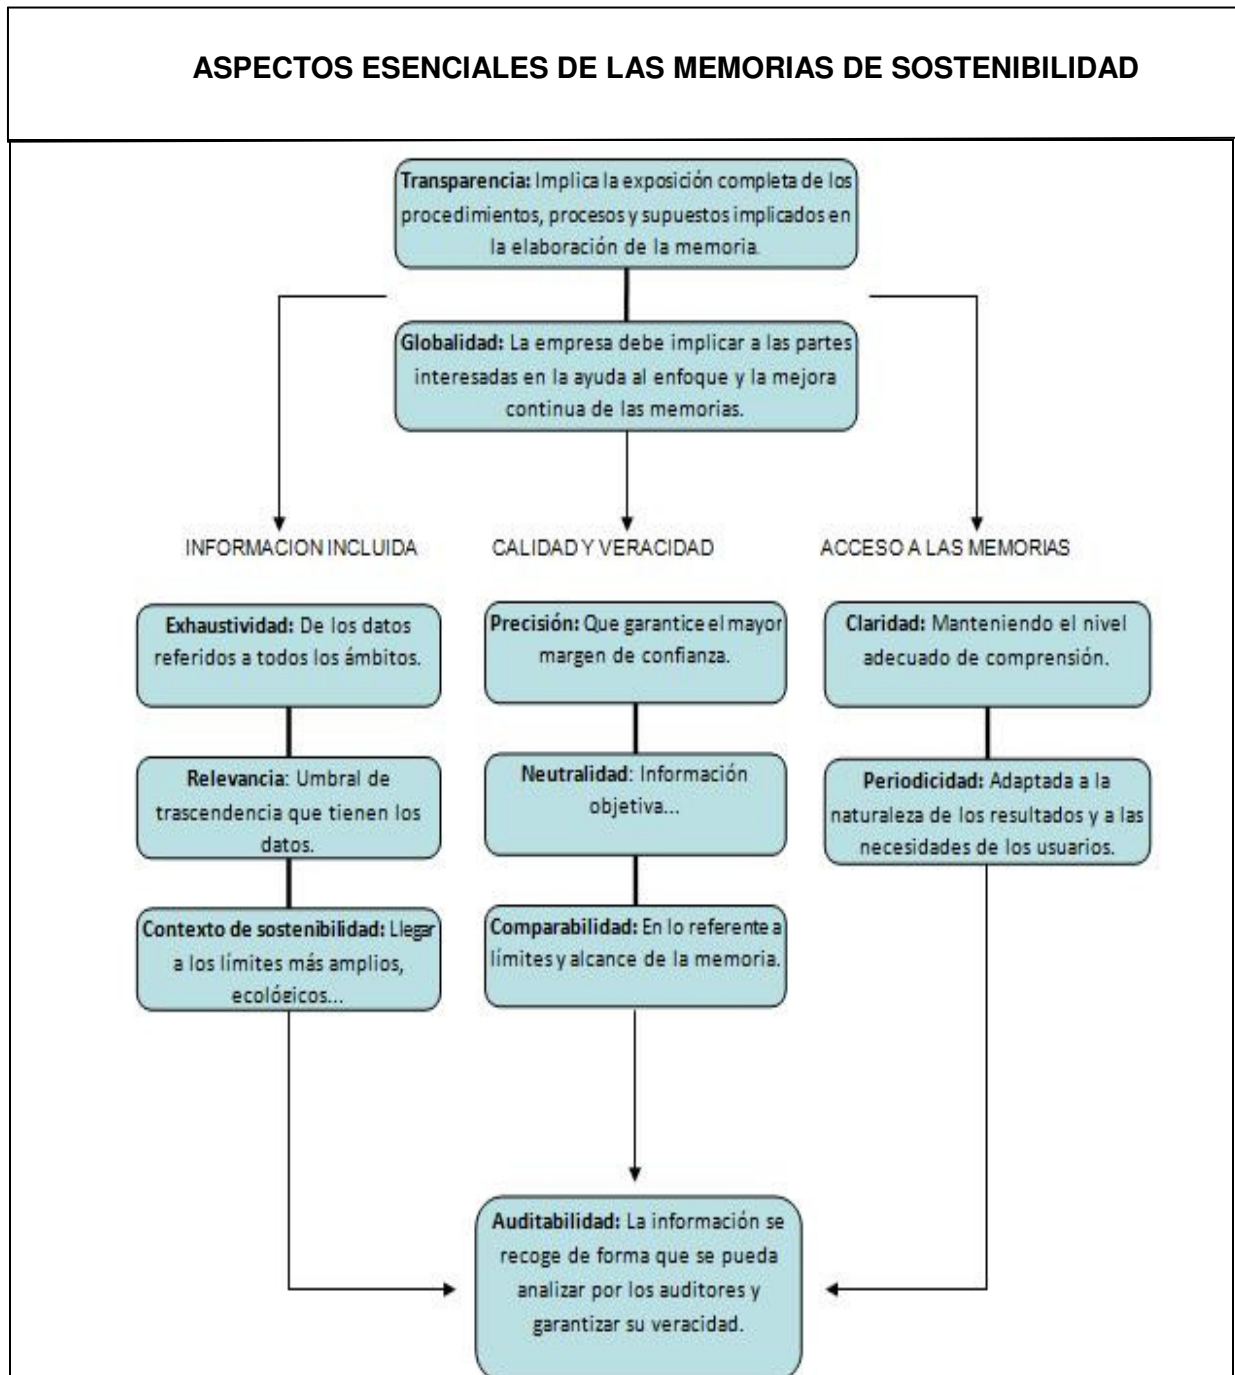 ASPECTOS ESENCIALES DE LAS MEMORIAS DE SOSTENIBILIDAD
Transparencia: Implica la exposición completa de los
procedimientos, procesos y supuestos implicados en
la elaboración de la memoria.
Globalidad: La empresa debe implicar a las partes
interesadas en la ayuda al enfoque y la mejora
continua de las memorias.
INFORMACION INCLUIDA
Exhaustividad: De los datos
referidos a todos los ámbitos.
Relevancia: Umbral de
trascendencia que tienen los
datos.
Contexto de sostenibilidad: Llegar
a los límites más amplios,
ecológicos...
CALIDAD Y VERACIDAD
Precisión: Que garantice el mayor
margen de confianza.
Neutralidad: Información
objetiva...
Comparabilidad: En lo referente a
límites y alcance de la memoria.
ACCESO A LAS MEMORIAS
Claridad: Manteniendo el nivel
adecuado de comprensión.
Periodicidad: Adaptada a la
naturaleza de los resultados y a las
necesidades de los usuarios.
Auditabilidad: La información se
recoge de forma que se pueda
analizar por los auditores y
garantizar su veracidad.